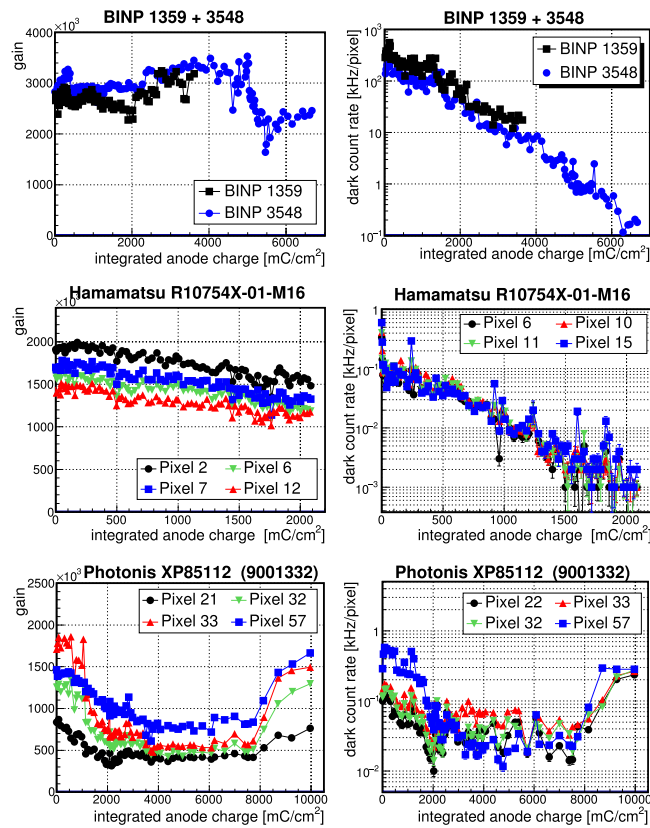 BINP 1359 + 3548
×10³
gain
4000
3000
2000
1000
0
BINP 1359
BINP 3548
0 2000 4000 6000
integrated anode charge [mC/cm²]
BINP 1359 + 3548
dark count rate [kHz/pixel]
10³
10²
10
1
10⁻¹
BINP 1359
BINP 3548
0 2000 4000 6000
integrated anode charge [mC/cm²]
Hamamatsu R10754X-01-M16
×10³
gain
2000
1500
1000
500
0
Pixel 2 Pixel 6
Pixel 7 Pixel 12
0 500 1000 1500 2000
integrated anode charge [mC/cm²]
Hamamatsu R10754X-01-M16
dark count rate [kHz/pixel]
1
10⁻¹
10⁻²
10⁻³
Pixel 6 Pixel 10
Pixel 11 Pixel 15
0 500 1000 1500 2000
integrated anode charge [mC/cm²]
Photonis XP85112 (9001332)
×10³
gain
2500
2000
1500
1000
500
0
Pixel 21 Pixel 32
Pixel 33 Pixel 57
0 2000 4000 6000 8000 10000
integrated anode charge [mC/cm²]
Photonis XP85112 (9001332)
dark count rate [kHz/pixel]
1
10⁻¹
10⁻²
Pixel 22 Pixel 33
Pixel 32 Pixel 57
0 2000 4000 6000 8000 10000
integrated anode charge [mC/cm²]